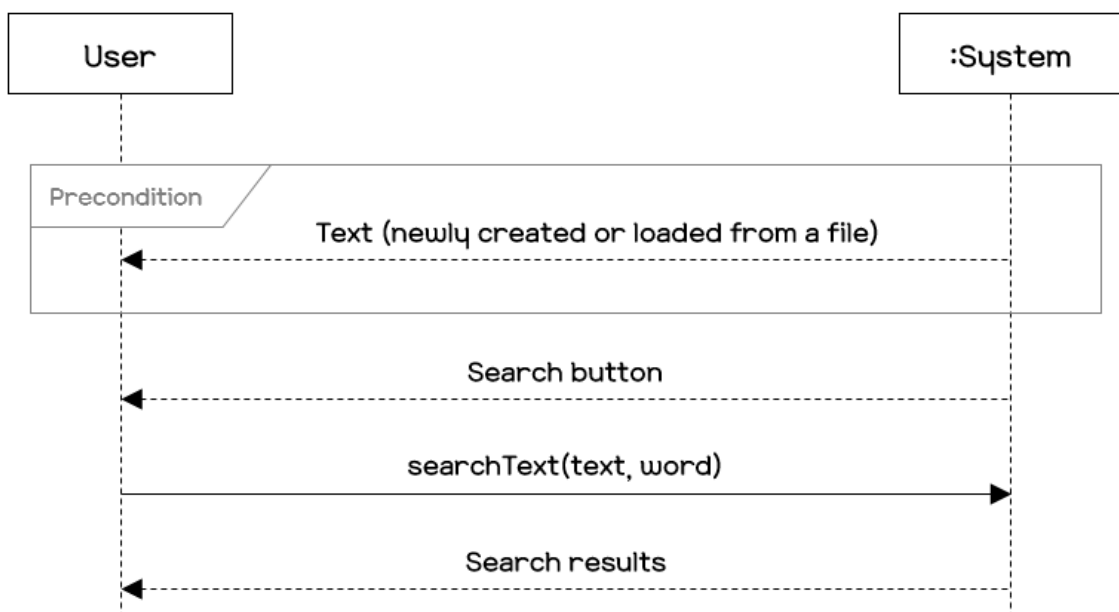 User
:System
Precondition
Text (newly created or loaded from a file)
Search button
searchText(text, word)
Search results